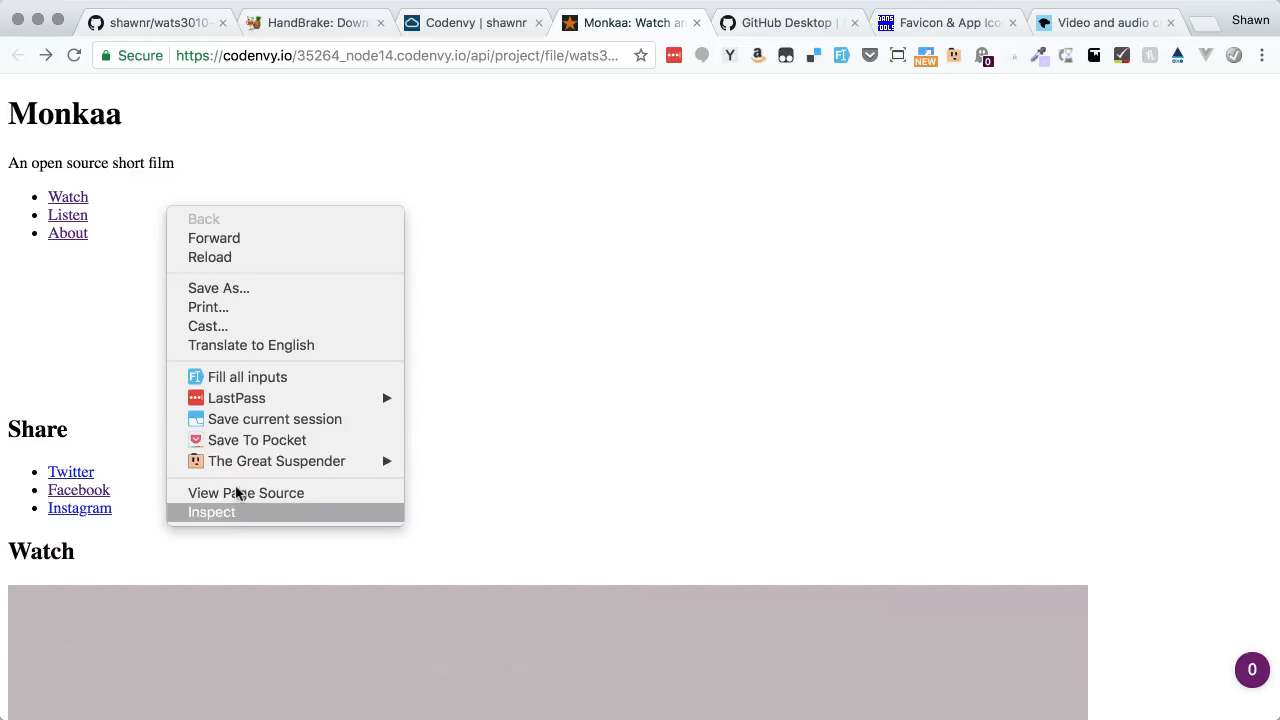 shawnr/wats3010- HandBrake: Down Codenvy | shawnr Monkaa: Watch an GitHub Desktop | Favicon & App Ico Video and audio c Shawn
Secure https://codenvy.io/35264_node14.codenvy.io/api/project/file/wats3... Y a NEW 0
Monkaa
An open source short film
Watch
Listen
About
Back
Forward
Reload
Save As...
Print...
Cast...
Translate to English
Fill all inputs
LastPass
Save current session
Save To Pocket
The Great Suspender
View Page Source
Inspect
Share
Twitter
Facebook
Instagram
Watch
0